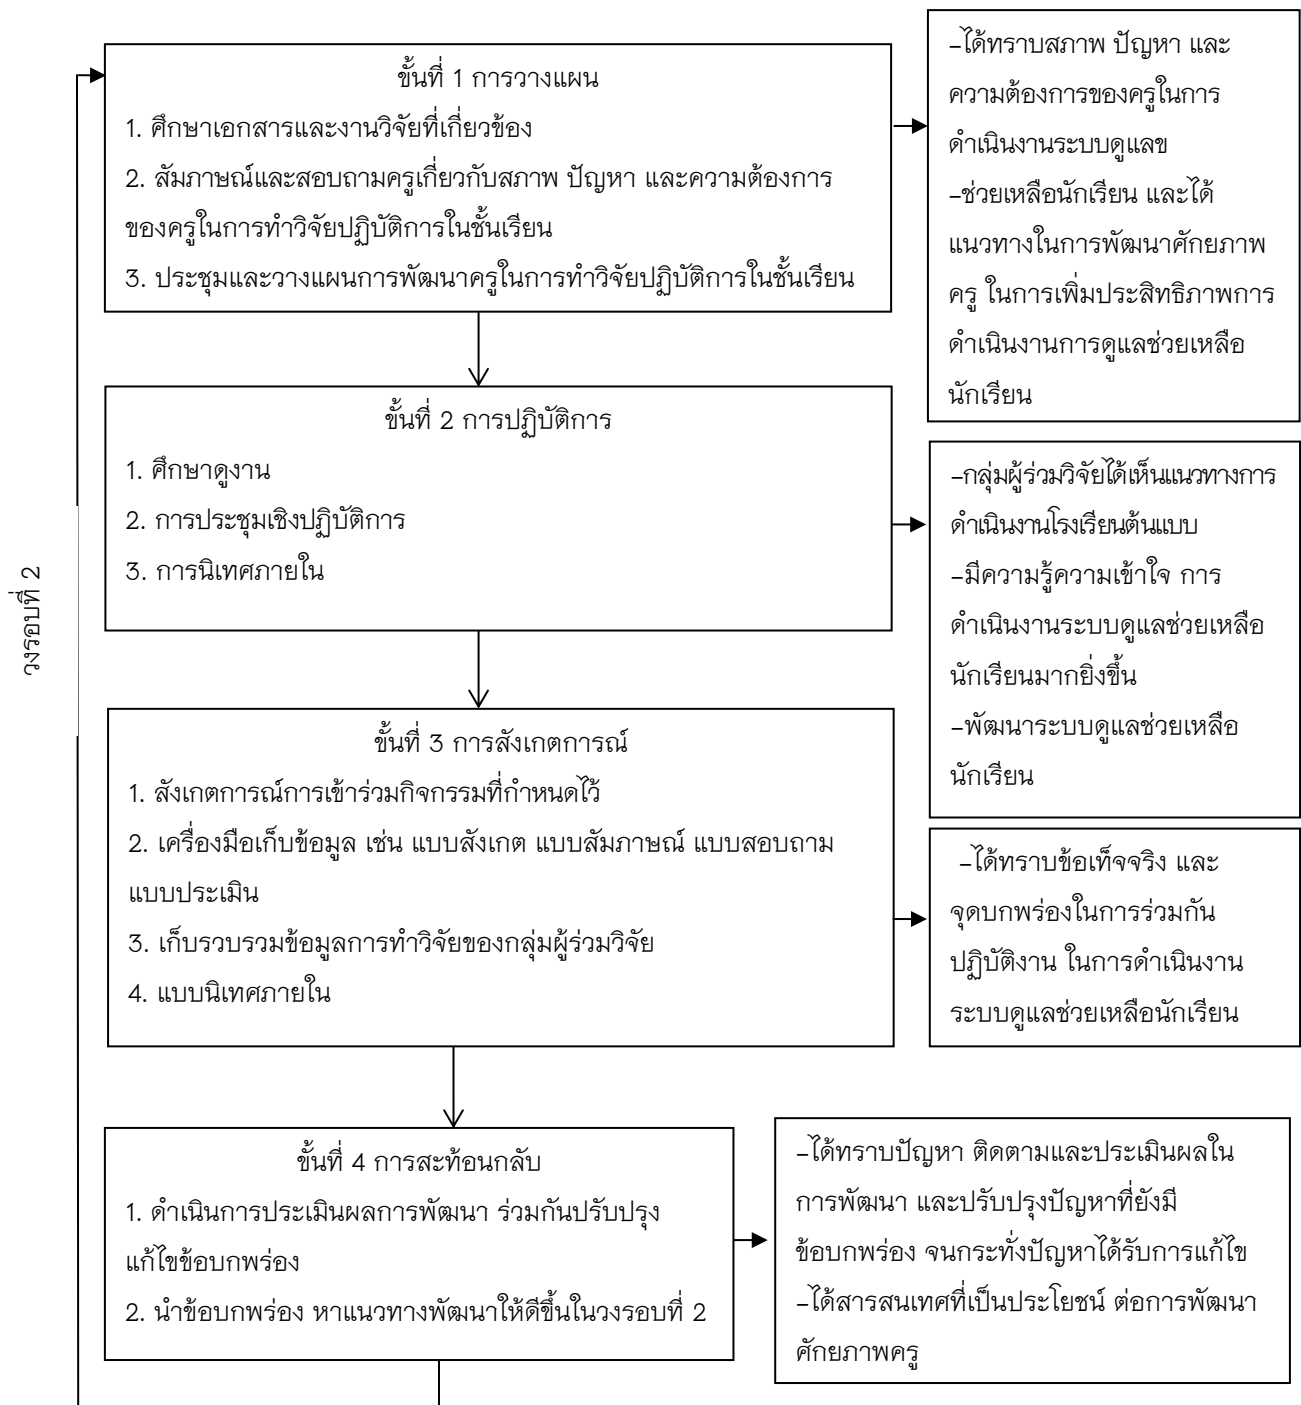 ขั้นที่ 1 การวางแผน
1. ศึกษาเอกสารและงานวิจัยที่เกี่ยวข้อง
2. สัมภาษณ์และสอบถามครูเกี่ยวกับสภาพ ปัญหา และความต้องการ
ของครูในการทำวิจัยปฏิบัติการในชั้นเรียน
3. ประชุมและวางแผนการพัฒนาครูในการทำวิจัยปฏิบัติการในชั้นเรียน
-ได้ทราบสภาพ ปัญหา และ
ความต้องการของครูในการ
ดำเนินงานระบบดูแลข
-ช่วยเหลือนักเรียน และได้
แนวทางในการพัฒนาศักยภาพ
ครู ในการเพิ่มประสิทธิภาพการ
ดำเนินงานการดูแลช่วยเหลือ
นักเรียน
ขั้นที่ 2 การปฏิบัติการ
1. ศึกษาดูงาน
2. การประชุมเชิงปฏิบัติการ
3. การนิเทศภายใน
-กลุ่มผู้ร่วมวิจัยได้เห็นแนวทางการ
ดำเนินงานโรงเรียนต้นแบบ
-มีความรู้ความเข้าใจ การ
ดำเนินงานระบบดูแลช่วยเหลือ
นักเรียนมากยิ่งขึ้น
-พัฒนาระบบดูแลช่วยเหลือ
นักเรียน
วงรอบที่ 2
ขั้นที่ 3 การสังเกตการณ์
1. สังเกตการณ์การเข้าร่วมกิจกรรมที่กำหนดไว้
2. เครื่องมือเก็บข้อมูล เช่น แบบสังเกต แบบสัมภาษณ์ แบบสอบถาม
แบบประเมิน
3. เก็บรวบรวมข้อมูลการทำวิจัยของกลุ่มผู้ร่วมวิจัย
4. แบบนิเทศภายใน
-ได้ทราบข้อเท็จจริง และ
จุดบกพร่องในการร่วมกัน
ปฏิบัติงาน ในการดำเนินงาน
ระบบดูแลช่วยเหลือนักเรียน
ขั้นที่ 4 การสะท้อนกลับ
1. ดำเนินการประเมินผลการพัฒนา ร่วมกันปรับปรุง
แก้ไขข้อบกพร่อง
2. นำข้อบกพร่อง หาแนวทางพัฒนาให้ดีขึ้นในวงรอบที่ 2
-ได้ทราบปัญหา ติดตามและประเมินผลใน
การพัฒนา และปรับปรุงปัญหาที่ยังมี
ข้อบกพร่อง จนกระทั่งปัญหาได้รับการแก้ไข
-ได้สารสนเทศที่เป็นประโยชน์ ต่อการพัฒนา
ศักยภาพครู